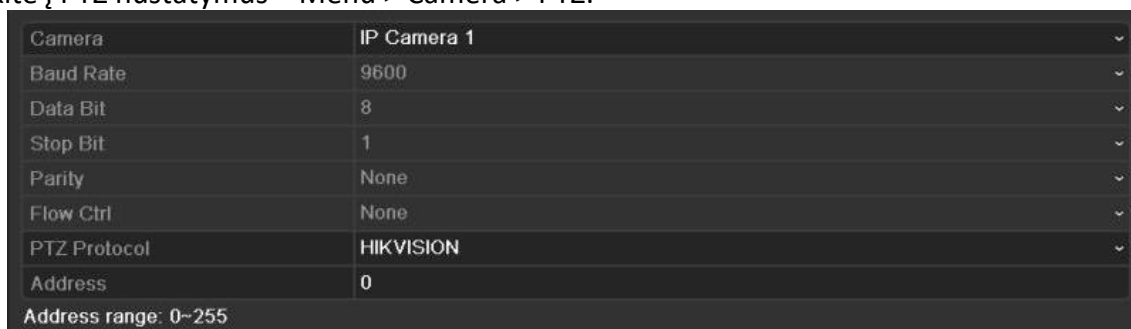 į PTZ nustatymus – Menu > Camera > PTZ.
Camera IP Camera 1
Baud Rate 9600
Data Bit 8
Stop Bit 1
Parity None
Flow Ctrl None
PTZ Protocol HIKVISION
Address 0
Address range: 0~255